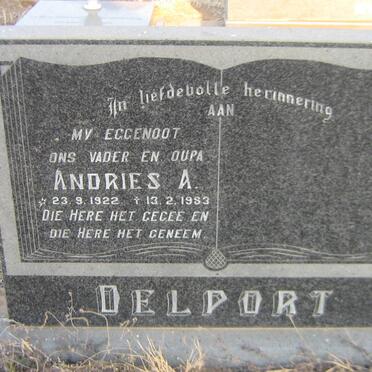 In liefdevolle herinnering
AAN
MY EGGENOOT
ONS VADER EN OUPA
ANDRIES A.
☆ 23.9.1922 ✝ 13.2.1983
DIE HERE HET GEGEE EN
DIE HERE HET GENEEM
DELPORT